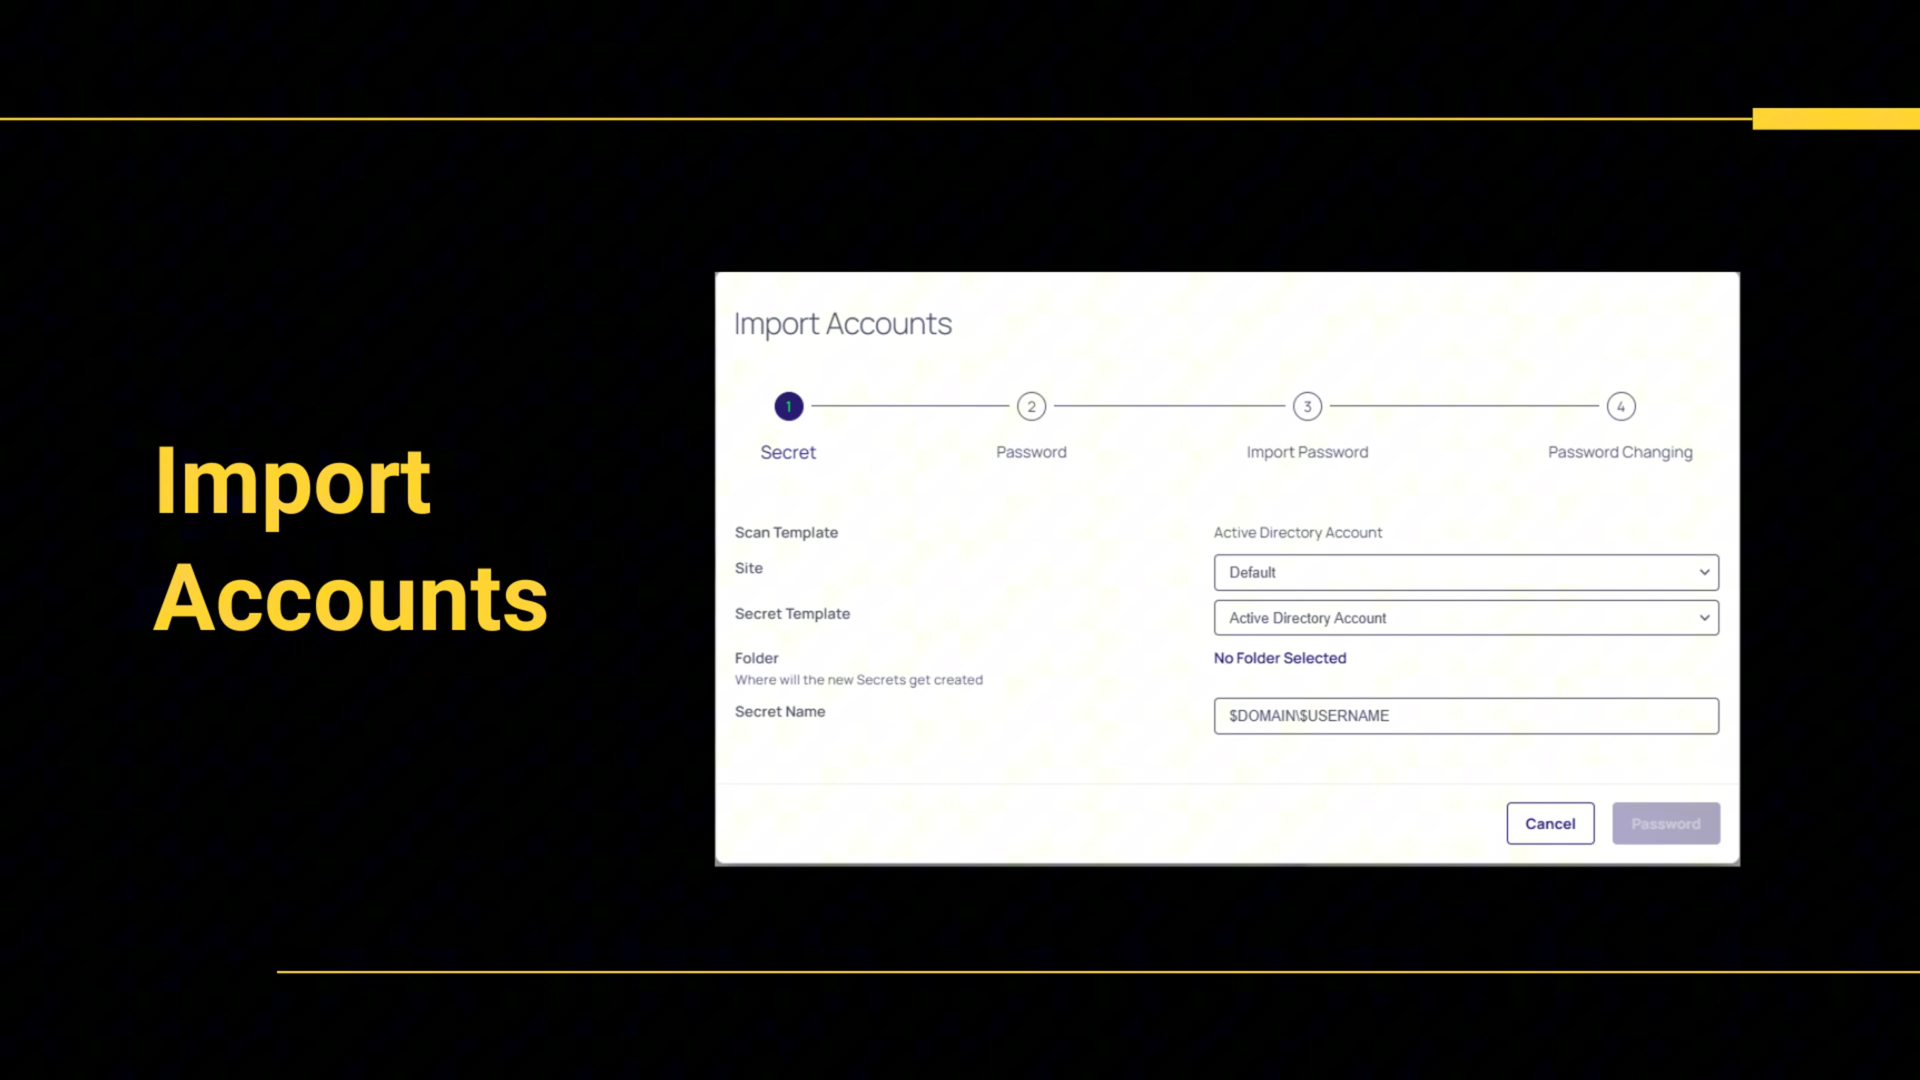 Import
Accounts
Import Accounts
1
2
3
4
Secret
Password
Import Password
Password Changing
Scan Template
Active Directory Account
Site
Default
Secret Template
Active Directory Account
Folder
No Folder Selected
Where will the new Secrets get created
Secret Name
$DOMAIN\$USERNAME
Cancel
Password